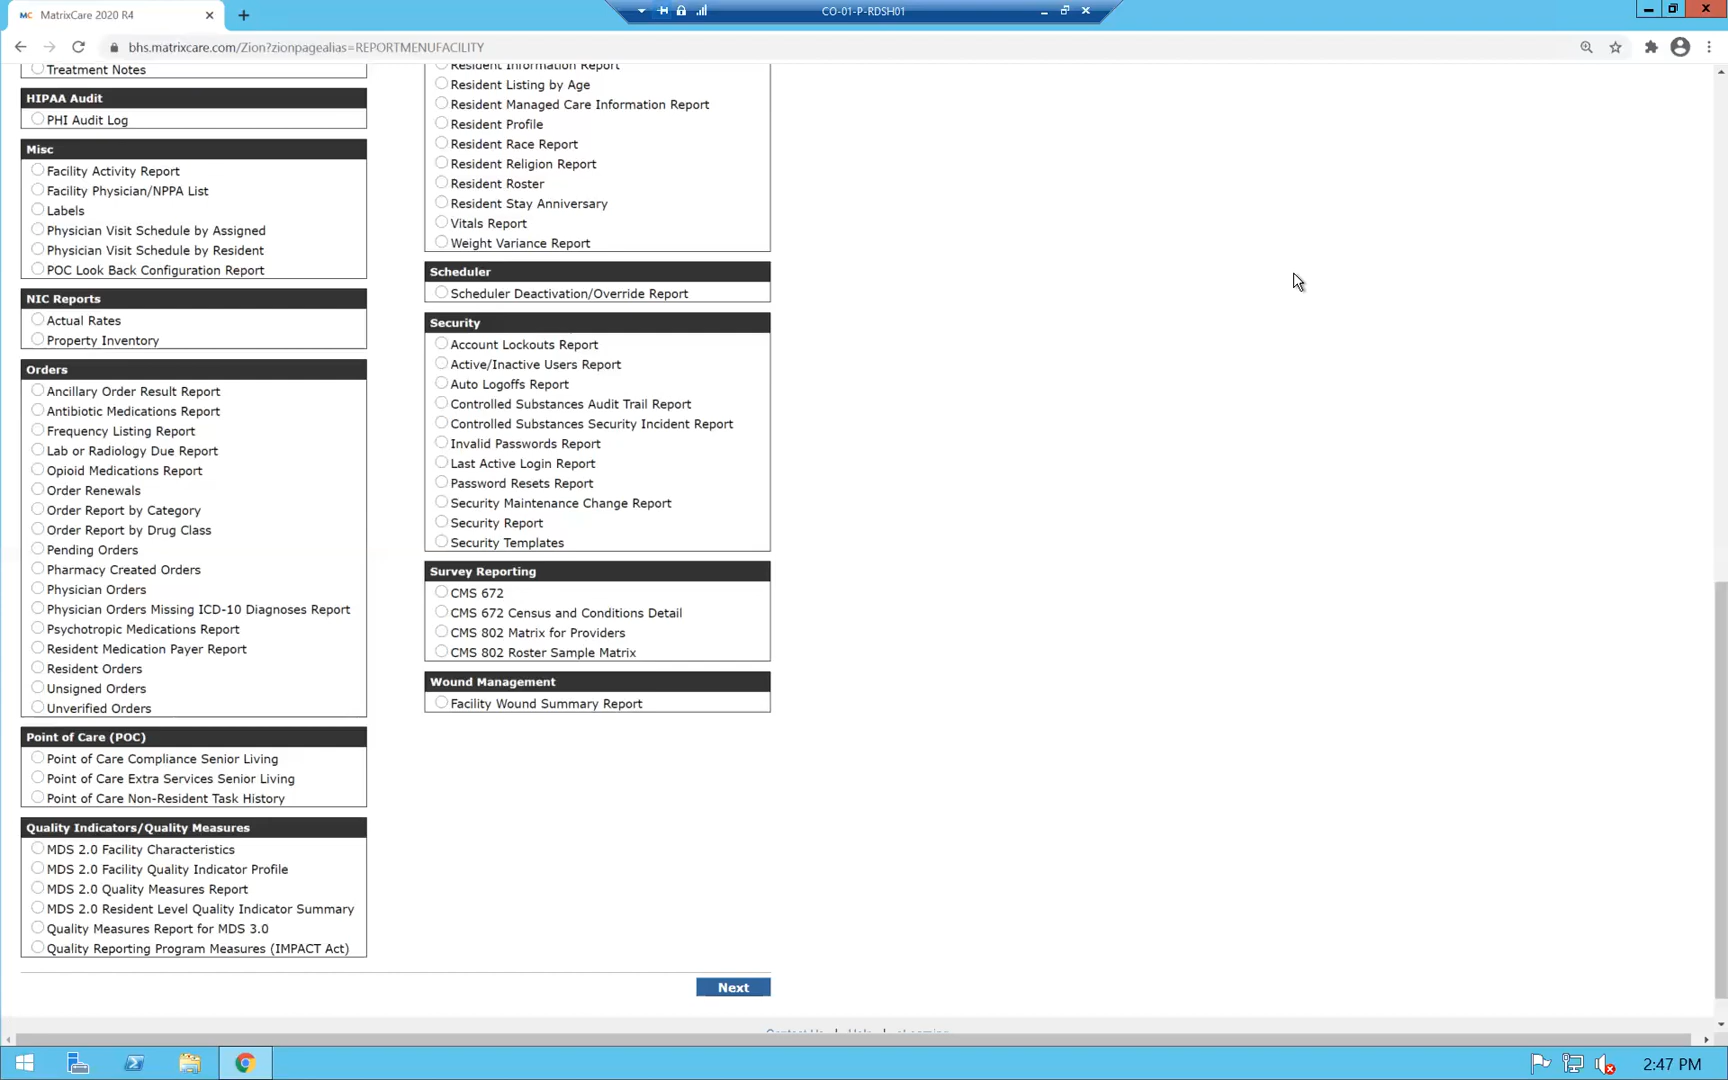 MatrixCare 2020 R4
CO-01-P-RDSH01
bhs.matrixcare.com/Zion?zionpagealias=REPORTMENUFACILITY
Treatment Notes
HIPAA Audit
PHI Audit Log
Misc
Facility Activity Report
Facility Physician/NPPA List
Labels
Physician Visit Schedule by Assigned
Physician Visit Schedule by Resident
POC Look Back Configuration Report
NIC Reports
Actual Rates
Property Inventory
Orders
Ancillary Order Result Report
Antibiotic Medications Report
Frequency Listing Report
Lab or Radiology Due Report
Opioid Medications Report
Order Renewals
Order Report by Category
Order Report by Drug Class
Pending Orders
Pharmacy Created Orders
Physician Orders
Physician Orders Missing ICD-10 Diagnoses Report
Psychotropic Medications Report
Resident Medication Payer Report
Resident Orders
Unsigned Orders
Unverified Orders
Point of Care (POC)
Point of Care Compliance Senior Living
Point of Care Extra Services Senior Living
Point of Care Non-Resident Task History
Quality Indicators/Quality Measures
MDS 2.0 Facility Characteristics
MDS 2.0 Facility Quality Indicator Profile
MDS 2.0 Quality Measures Report
MDS 2.0 Resident Level Quality Indicator Summary
Quality Measures Report for MDS 3.0
Quality Reporting Program Measures (IMPACT Act)
Resident Information Report
Resident Listing by Age
Resident Managed Care Information Report
Resident Profile
Resident Race Report
Resident Religion Report
Resident Roster
Resident Stay Anniversary
Vitals Report
Weight Variance Report
Scheduler
Scheduler Deactivation/Override Report
Security
Account Lockouts Report
Active/Inactive Users Report
Auto Logoffs Report
Controlled Substances Audit Trail Report
Controlled Substances Security Incident Report
Invalid Passwords Report
Last Active Login Report
Password Resets Report
Security Maintenance Change Report
Security Report
Security Templates
Survey Reporting
CMS 672
CMS 672 Census and Conditions Detail
CMS 802 Matrix for Providers
CMS 802 Roster Sample Matrix
Wound Management
Facility Wound Summary Report
Next
Contact Us | Help | eLearning
2:47 PM